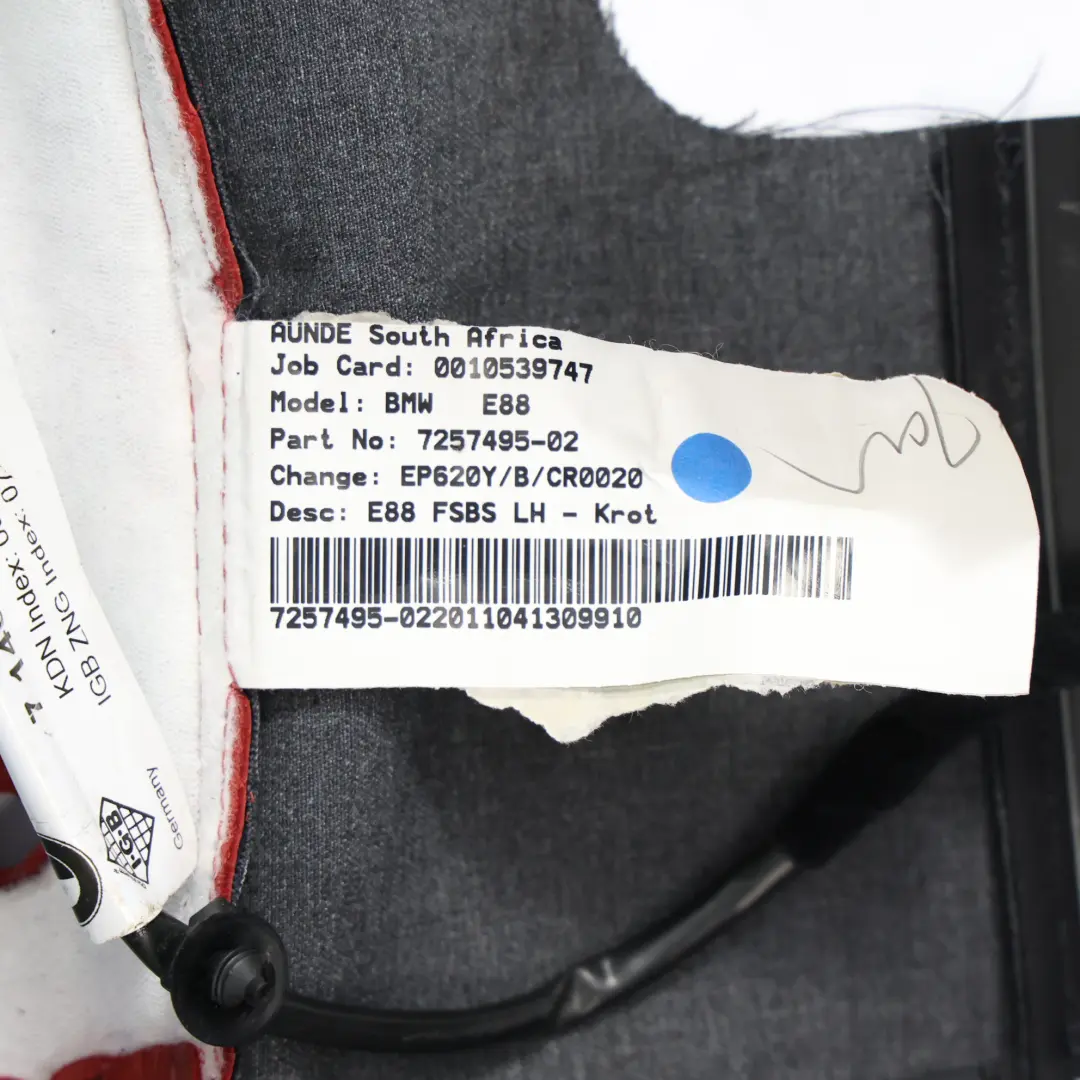 AUNDE South Africa
Job Card: 0010539747
Model: BMW E88
Part No: 7257495-02
Change: EP620Y/B/CR0020
Desc: E88 FSBS LH - Krot
7257495-022011041309910
KDN Index:
IGB ZNG Index: 0
I·G·B
Germany